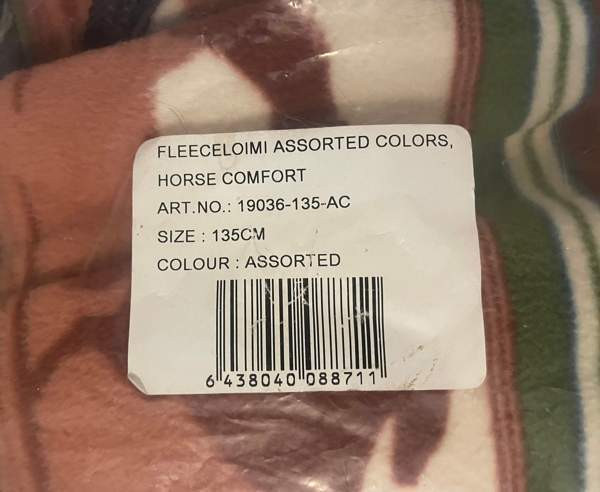 FLEECELOIMI ASSORTED COLORS,
HORSE COMFORT
ART.NO.: 19036-135-AC
SIZE : 135CM
COLOUR : ASSORTED
6 438040 088711